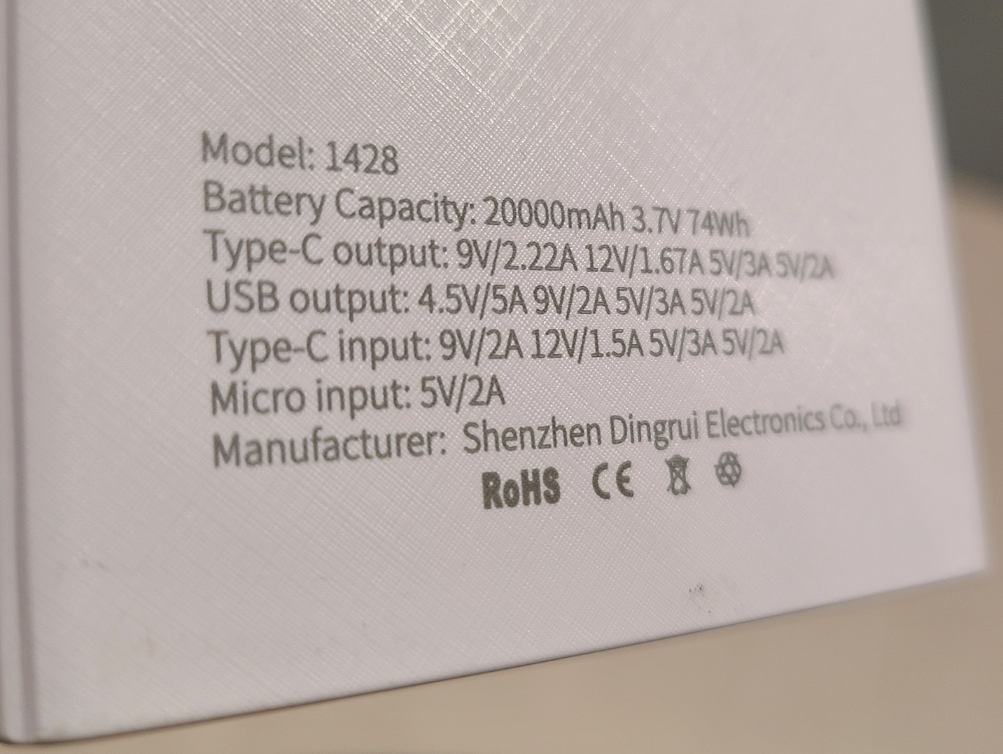 Model: 1428
Battery Capacity: 20000mAh 3.7V 74Wh
Type-C output: 9V/2.22A 12V/1.67A 5V/3A 5V/2A
USB output: 4.5V/5A 9V/2A 5V/3A 5V/2A
Type-C input: 9V/2A 12V/1.5A 5V/3A 5V/2A
Micro input: 5V/2A
Manufacturer: Shenzhen Dingrui Electronics Co., Ltd
RoHS CE